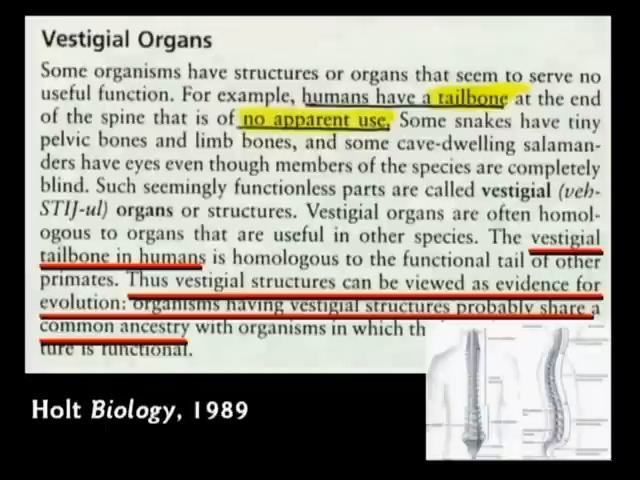 Vestigial Organs
Some organisms have structures or organs that seem to serve no
useful function. For example, humans have a tailbone at the end
of the spine that is of no apparent use. Some snakes have tiny
pelvic bones and limb bones, and some cave-dwelling salaman-
ders have eyes even though members of the species are completely
blind. Such seemingly functionless parts are called vestigial (veh-
STIJ-ul) organs or structures. Vestigial organs are often homol-
ogous to organs that are useful in other species. The vestigial
tailbone in humans is homologous to the functional tail of other
primates. Thus vestigial structures can be viewed as evidence for
evolution: organisms having vestigial structures probably share a
common ancestry with organisms in which th
ture is functional.
Holt Biology, 1989